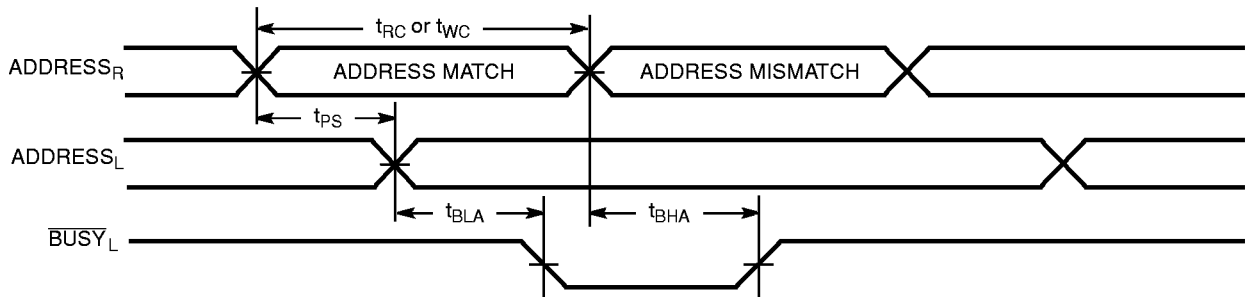 tRC or tWC
ADDRESSR
ADDRESS MATCH
ADDRESS MISMATCH
tPS
ADDRESSL
tBLA
tBHA
BUSYL